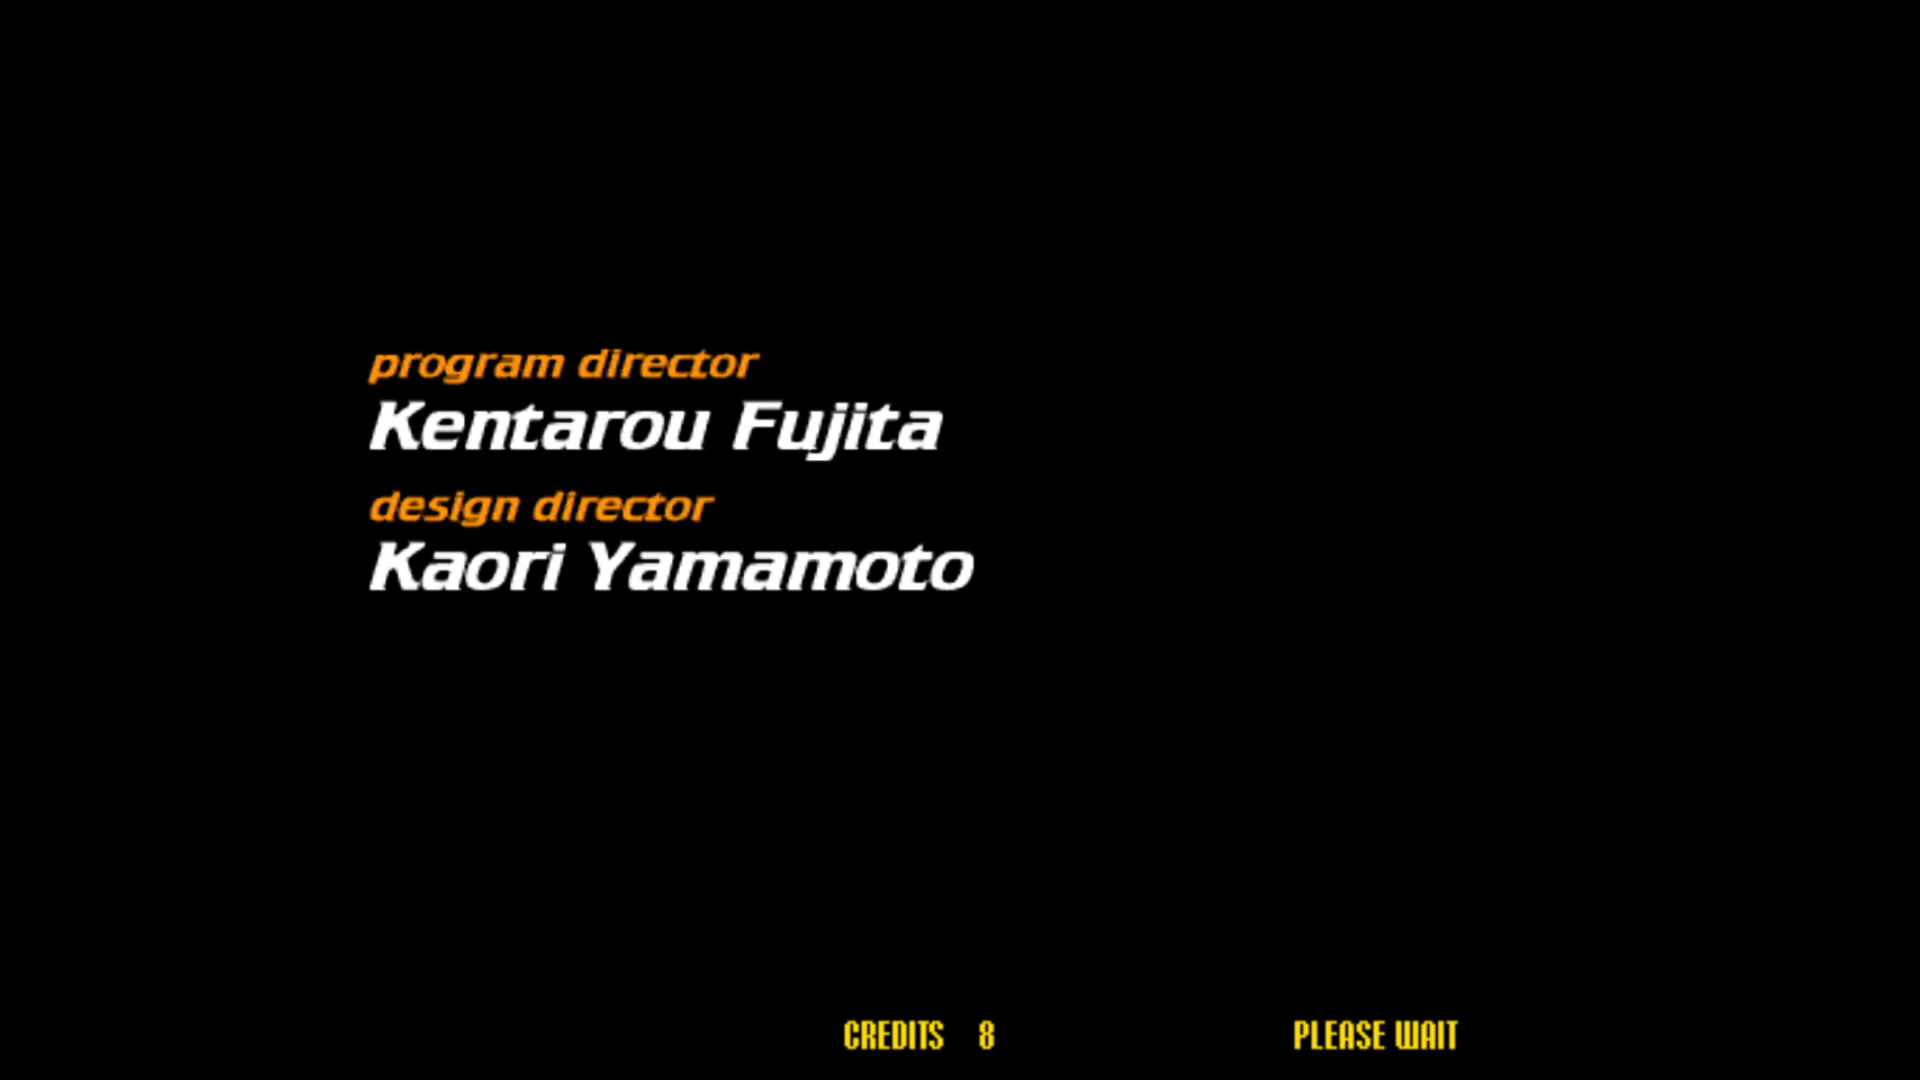 program director
Kentarou Fujita
design director
Kaori Yamamoto
CREDITS 8
PLEASE WAIT